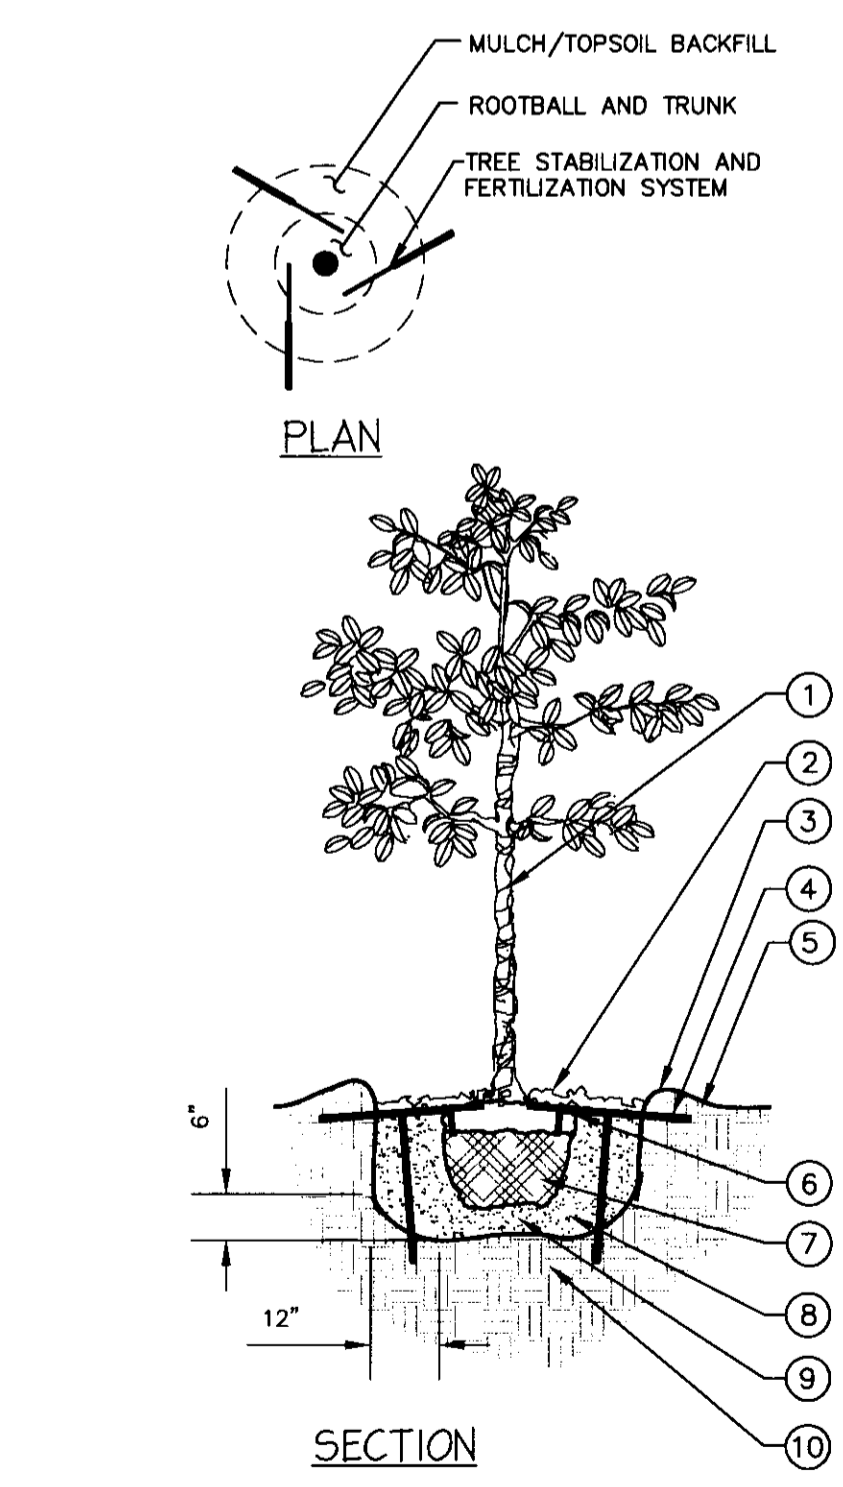 MULCH/TOPSOIL BACKFILL
ROOTBALL AND TRUNK
TREE STABILIZATION AND
FERTILIZATION SYSTEM
PLAN
1
2
3
4
5
6"
6
7
8
12"
9
10
SECTION